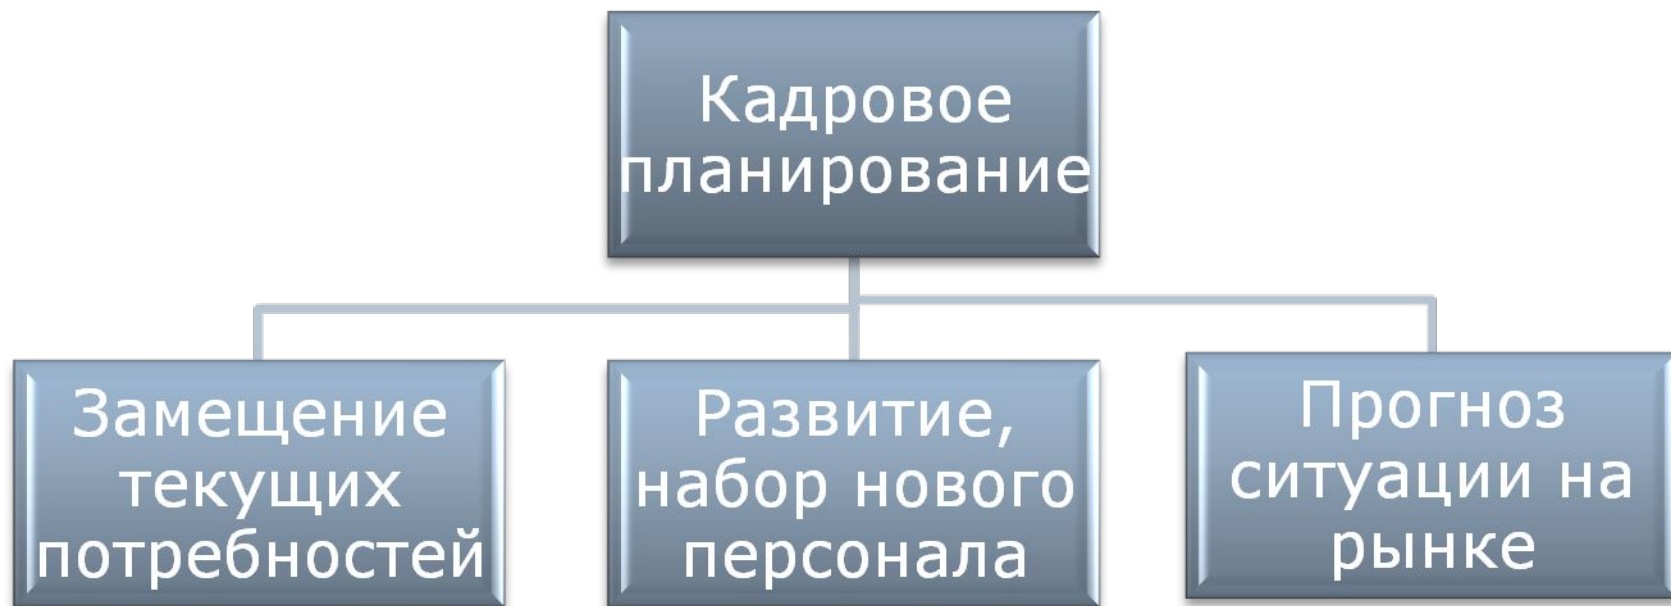 Кадровое
планирование
Замещение
текущих
потребностей
Развитие,
набор нового
персонала
Прогноз
ситуации на
рынке